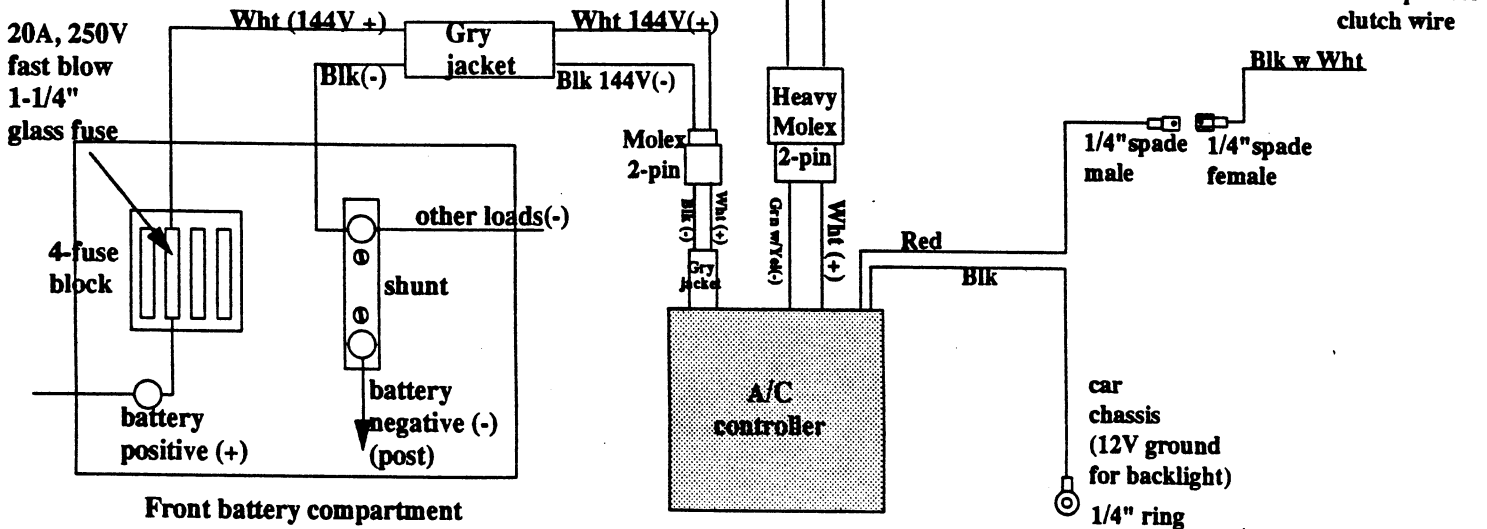 20A, 250V
fast blow
1-1/4"
glass fuse
Wht (144V +)
Blk(-)
Gry
jacket
Wht 144V(+)
Blk 144V(-)
Molex
2-pin
Blk (-)
Wht (+)
Gry
jacket
Heavy
Molex
2-pin
Grn w/Yel(-)
Wht (+)
clutch wire
Blk w Wht
1/4"spade
male
1/4"spade
female
Red
Blk
4-fuse
block
other loads(-)
shunt
battery
positive (+)
battery
negative (-)
(post)
Front battery compartment
A/C
controller
car
chassis
(12V ground
for backlight)
1/4" ring